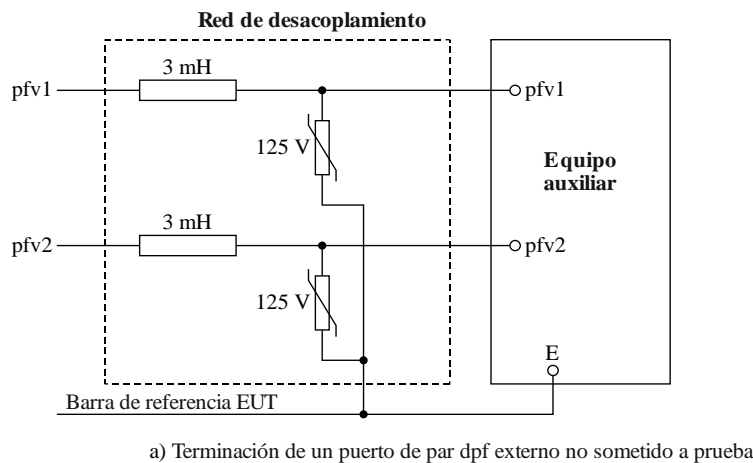 Red de desacoplamiento
3 mH
pfv1
pfv1
125 V
Equipo
auxiliar
3 mH
pfv2
pfv2
125 V
E
Barra de referencia EUT
a) Terminación de un puerto de par dpf externo no sometido a prueba